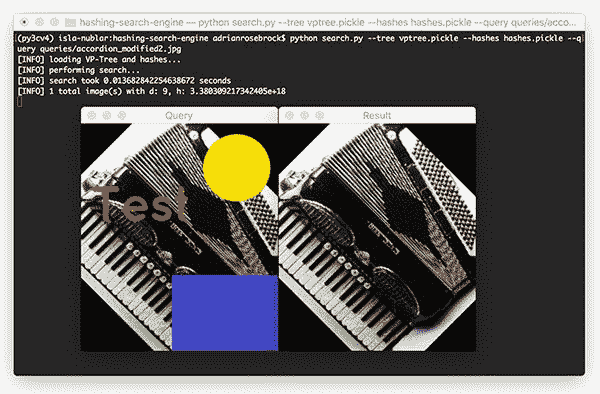 hashing-search-engine — python search.py --tree vptree.pickle --hashes hashes.pickle --query queries/acco...
(py3cv4) isla-nublar:hashing-search-engine adrianrosebrock$ python search.py --tree vptree.pickle --hashes hashes.pickle --q
uery queries/accordion_modified2.jpg
[INFO] loading VP-Tree and hashes...
[INFO] performing search...
[INFO] search took 0.013682842254638672 seconds
[INFO] 1 total image(s) with d: 9, h: 3.380309217342405e+18
Query
Result
Test